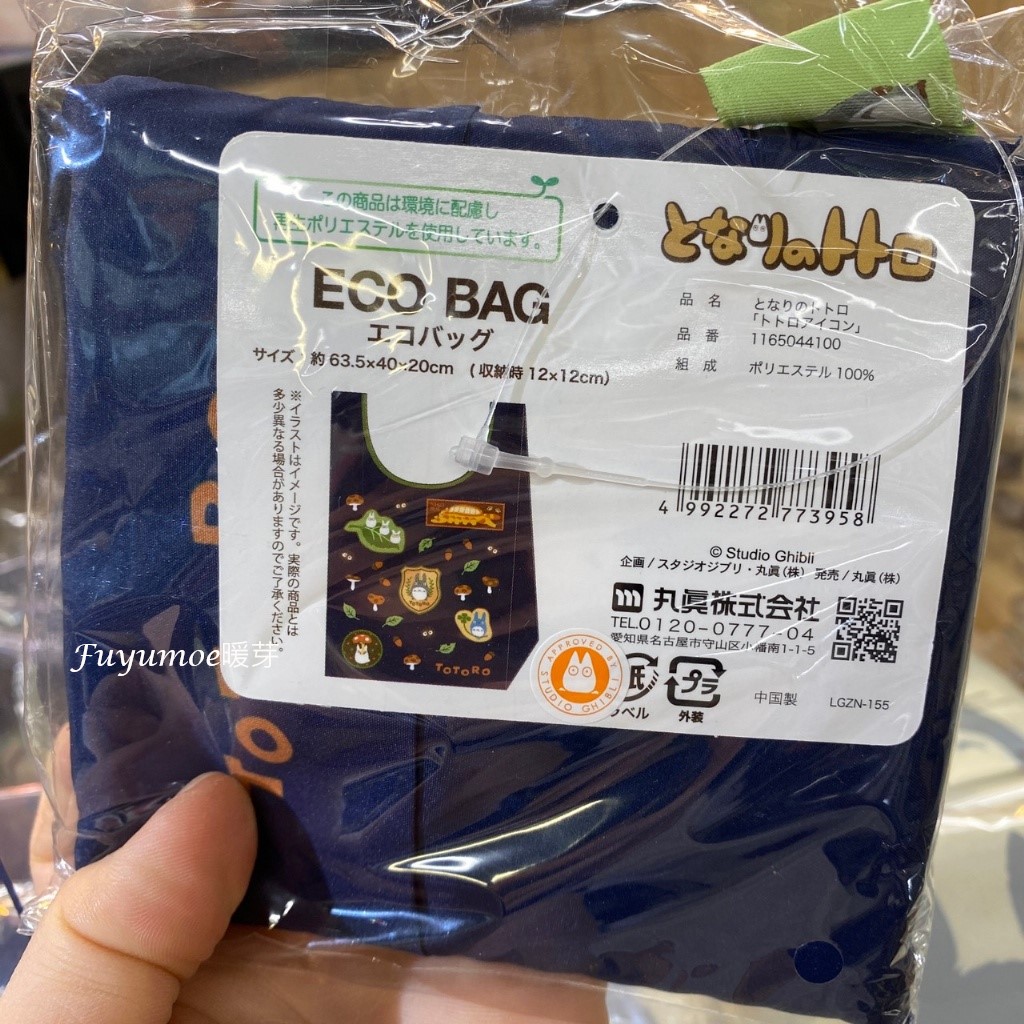 この商品は環境に配慮し
再生ポリエステルを使用しています。
ECO BAG
エコバッグ
サイズ 約63.5×40×20cm (収納時12×12cm)
※イラストはイメージです。実際の商品とは
多少異なる場合がありますのでご了承ください。
TOTORO
となりのトトロ
品 名 となりのトトロ
「トトロアイコン」
品 番 1165044100
組 成 ポリエステル100%
4 992272 773958
© Studio Ghibli
企画/スタジオジブリ・丸眞(株) 発売/丸眞(株)
丸眞株式会社
TEL.0120-0777-04
愛知県名古屋市守山区小幡南1-1-5
APPROVED BY STUDIO GHIBLI
プラ
外装
中国製
LGZN-155
Fuyumoe暖芽